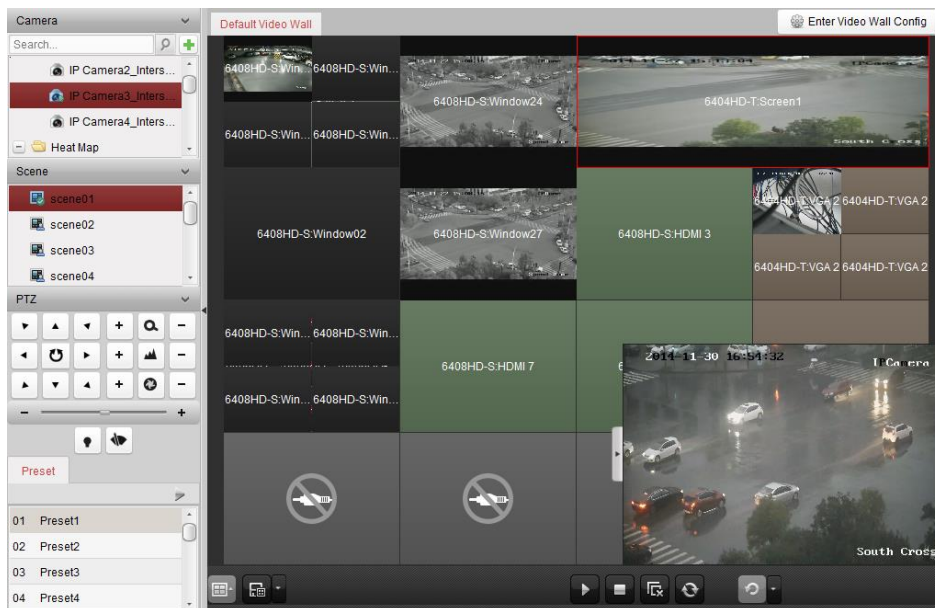 Camera
Search...
IP Camera2_Inters...
IP Camera3_Inters...
IP Camera4_Inters...
Heat Map
Scene
scene01
scene02
scene03
scene04
PTZ
Preset
01 Preset1
02 Preset2
03 Preset3
04 Preset4
Default Video Wall
Enter Video Wall Config
6408HD-S:Win... 6408HD-S:Win...
6408HD-S:Window24
6404HD-T:Screen1
South Cross
6408HD-S:Win... 6408HD-S:Win...
6408HD-S:Window02
6408HD-S:Window27
6408HD-S:HDMI 3
6404HD-T:VGA 2 6404HD-T:VGA 2
6404HD-T:VGA 2 6404HD-T:VGA 2
6408HD-S:Win... 6408HD-S:Win...
6408HD-S:HDMI 7
6408HD-S:Win... 6408HD-S:Win...
2014-11-30 16:54:32
IPCamera
South Cross